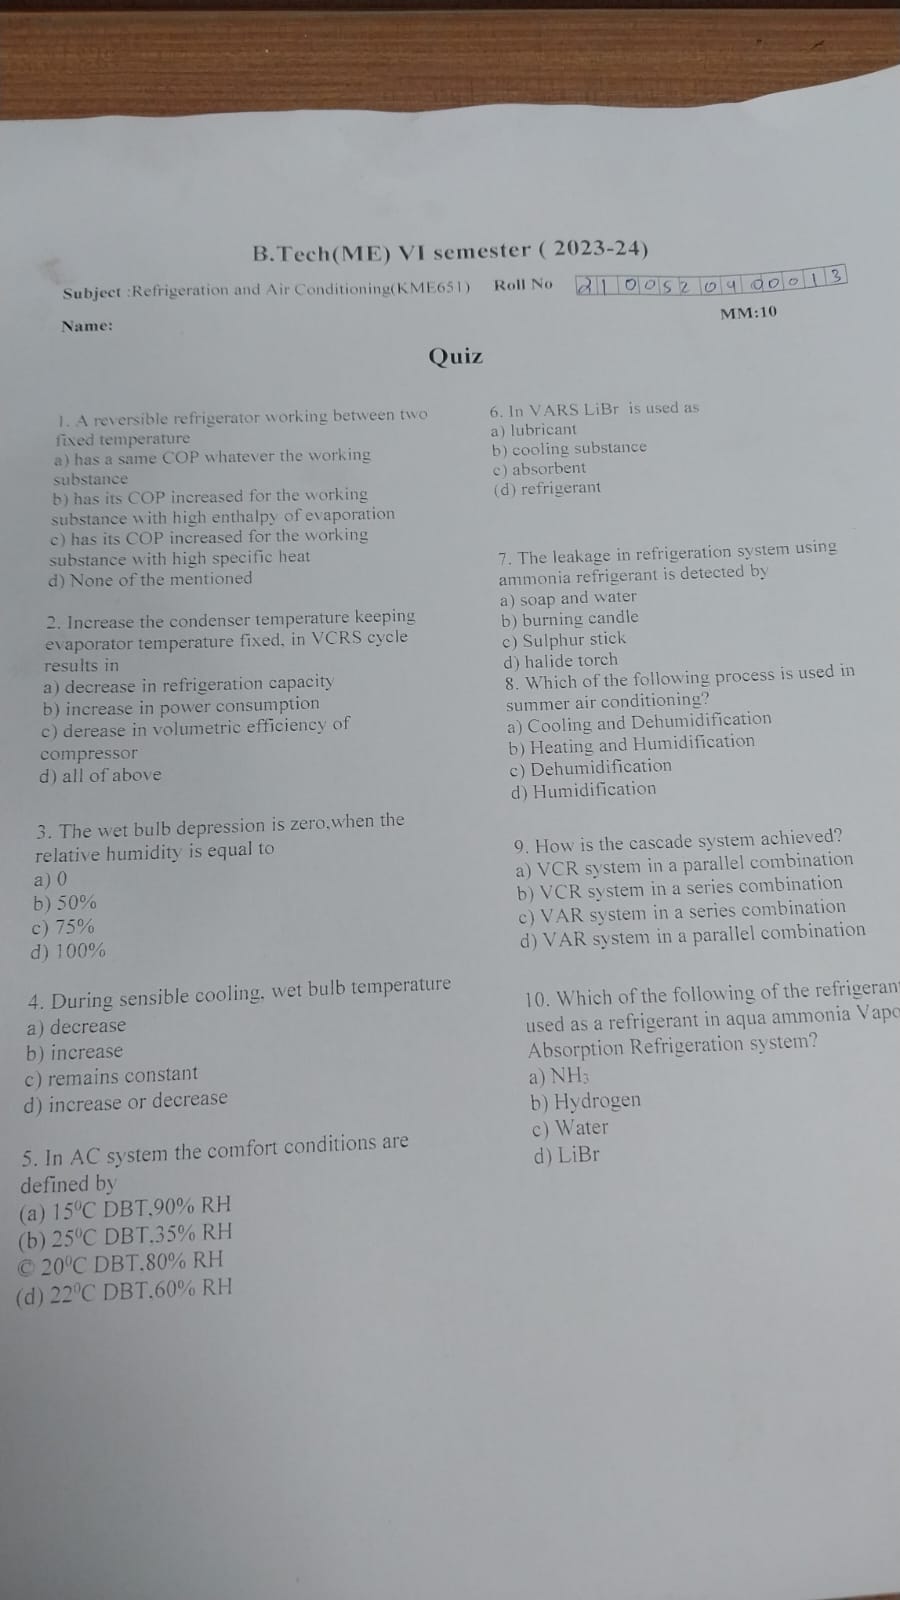 B.Tech(ME) VI semester ( 2023-24)
Subject :Refrigeration and Air Conditioning(KME651) Roll No 2100520400013
Name:
MM:10
Quiz
1. A reversible refrigerator working between two
fixed temperature
a) has a same COP whatever the working
substance
b) has its COP increased for the working
substance with high enthalpy of evaporation
c) has its COP increased for the working
substance with high specific heat
d) None of the mentioned
2. Increase the condenser temperature keeping
evaporator temperature fixed, in VCRS cycle
results in
a) decrease in refrigeration capacity
b) increase in power consumption
c) derease in volumetric efficiency of
compressor
d) all of above
3. The wet bulb depression is zero,when the
relative humidity is equal to
a) 0
b) 50%
c) 75%
d) 100%
4. During sensible cooling, wet bulb temperature
a) decrease
b) increase
c) remains constant
d) increase or decrease
5. In AC system the comfort conditions are
defined by
(a) 15⁰C DBT,90% RH
(b) 25⁰C DBT,35% RH
© 20⁰C DBT,80% RH
(d) 22⁰C DBT,60% RH
6. In VARS LiBr is used as
a) lubricant
b) cooling substance
c) absorbent
(d) refrigerant
7. The leakage in refrigeration system using
ammonia refrigerant is detected by
a) soap and water
b) burning candle
c) Sulphur stick
d) halide torch
8. Which of the following process is used in
summer air conditioning?
a) Cooling and Dehumidification
b) Heating and Humidification
c) Dehumidification
d) Humidification
9. How is the cascade system achieved?
a) VCR system in a parallel combination
b) VCR system in a series combination
c) VAR system in a series combination
d) VAR system in a parallel combination
10. Which of the following of the refrigeran
used as a refrigerant in aqua ammonia Vapo
Absorption Refrigeration system?
a) NH₃
b) Hydrogen
c) Water
d) LiBr